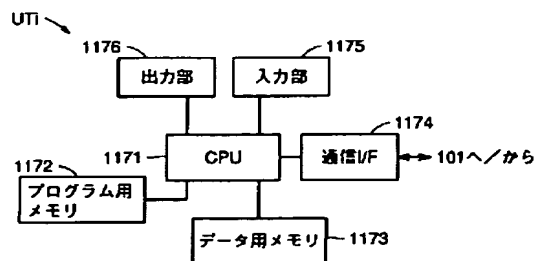 UTi
1176
1175
出力部
入力部
1174
1171
CPU
通信I/F
101へ/から
1172
プログラム用
メモリ
データ用メモリ
1173